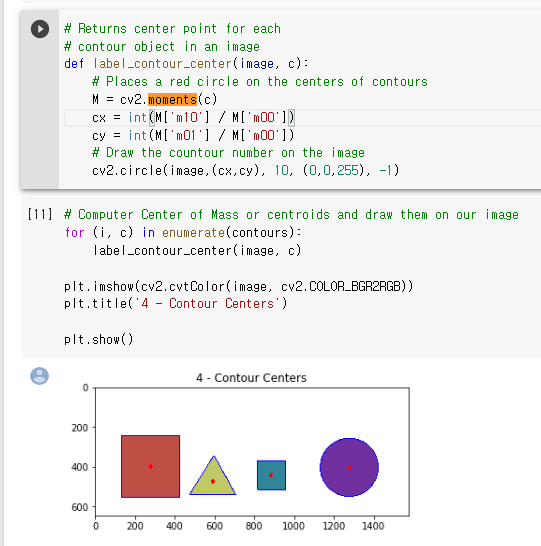 # Returns center point for each
# contour object in an image
def label_contour_center(image, c):
    # Places a red circle on the centers of contours
    M = cv2.moments(c)
    cx = int(M['m10'] / M['m00'])
    cy = int(M['m01'] / M['m00'])
    # Draw the countour number on the image
    cv2.circle(image,(cx,cy), 10, (0,0,255), -1)
[11] # Computer Center of Mass or centroids and draw them on our image
for (i, c) in enumerate(contours):
    label_contour_center(image, c)
plt.imshow(cv2.cvtColor(image, cv2.COLOR_BGR2RGB))
plt.title('4 - Contour Centers')
plt.show()
4 - Contour Centers
0
200
400
600
0 200 400 600 800 1000 1200 1400